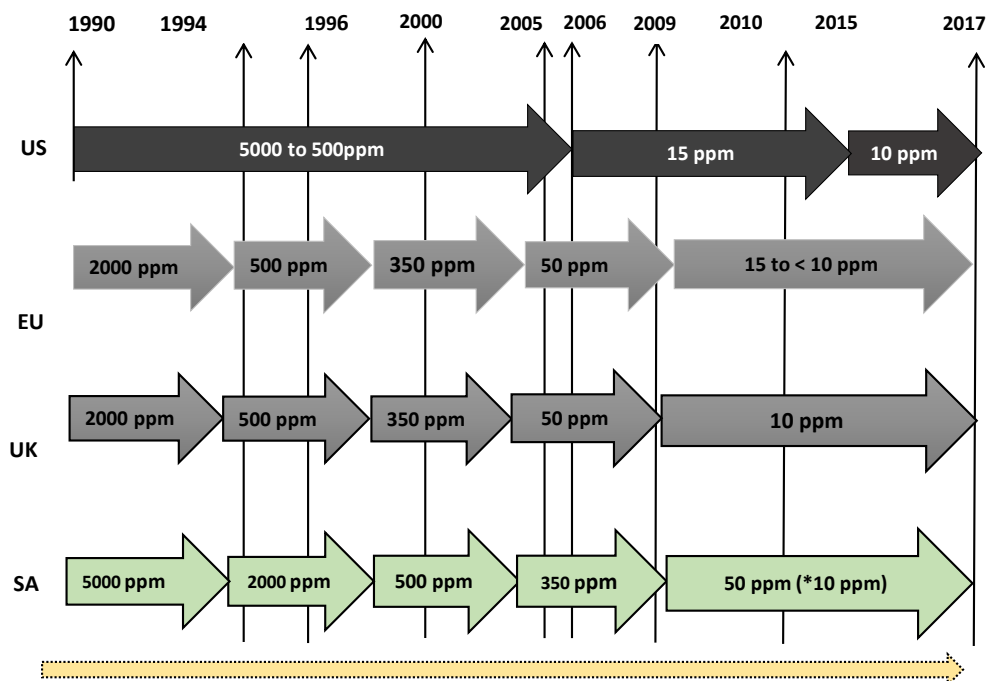 1990 1994 1996 2000 2005 2006 2009 2010 2015 2017
US 5000 to 500ppm 15 ppm 10 ppm
2000 ppm 500 ppm 350 ppm 50 ppm 15 to < 10 ppm
EU
2000 ppm 500 ppm 350 ppm 50 ppm 10 ppm
UK
SA 5000 ppm 2000 ppm 500 ppm 350 ppm 50 ppm (*10 ppm)